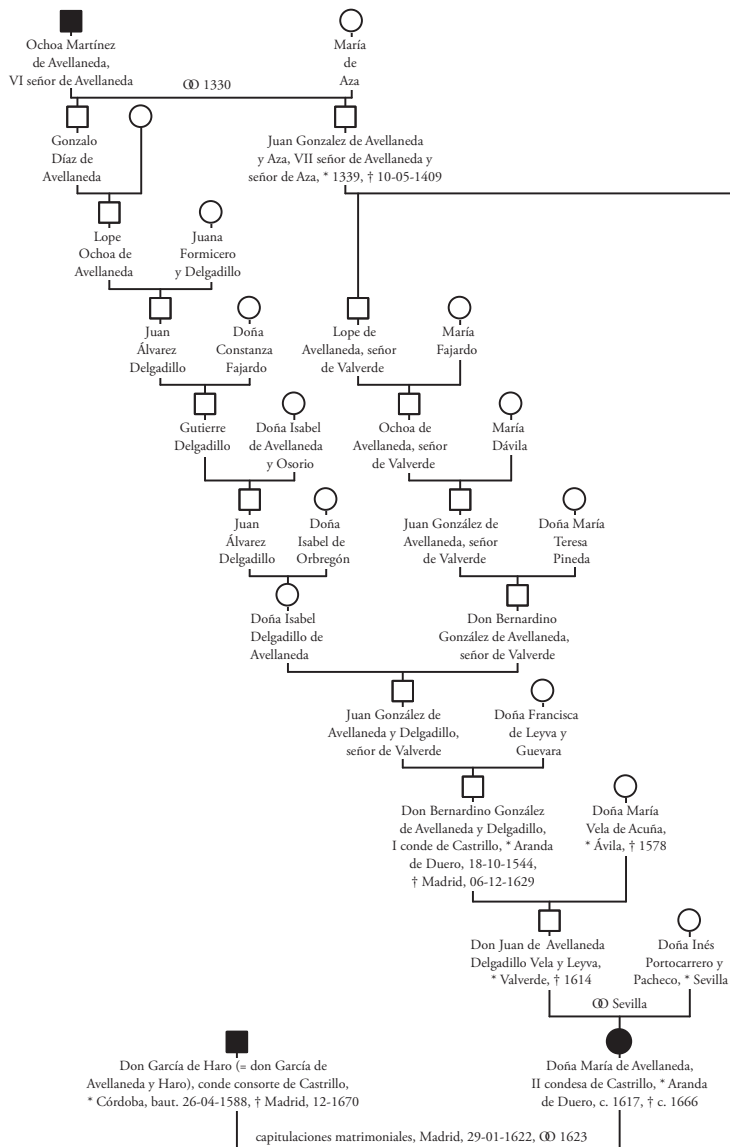 Ochoa Martínez
de Avellaneda,
VI señor de Avellaneda
María
de
Aza
ꝏ 1330
Gonzalo
Díaz de
Avellaneda
Juan Gonzalez de Avellaneda
y Aza, VII señor de Avellaneda y
señor de Aza, * 1339, † 10-05-1409
Lope
Ochoa de
Avellaneda
Juana
Formicero
y Delgadillo
Juan
Álvarez
Delgadillo
Doña
Constanza
Fajardo
Lope de
Avellaneda, señor
de Valverde
María
Fajardo
Gutierre
Delgadillo
Doña Isabel
de Avellaneda
y Osorio
Ochoa de
Avellaneda, señor
de Valverde
María
Dávila
Juan
Álvarez
Delgadillo
Doña
Isabel de
Orbregón
Juan González de
Avellaneda, señor
de Valverde
Doña María
Teresa
Pineda
Doña Isabel
Delgadillo de
Avellaneda
Don Bernardino
González de Avellaneda,
señor de Valverde
Juan González de
Avellaneda y Delgadillo,
señor de Valverde
Doña Francisca
de Leyva y
Guevara
Don Bernardino González
de Avellaneda y Delgadillo,
I conde de Castrillo, * Aranda
de Duero, 18-10-1544,
† Madrid, 06-12-1629
Doña María
Vela de Acuña,
* Ávila, † 1578
Don Juan de Avellaneda
Delgadillo Vela y Leyva,
* Valverde, † 1614
Doña Inés
Portocarrero y
Pacheco, * Sevilla
ꝏ Sevilla
Don García de Haro (= don García de
Avellaneda y Haro), conde consorte de Castrillo,
* Córdoba, baut. 26-04-1588, † Madrid, 12-1670
Doña María de Avellaneda,
II condesa de Castrillo, * Aranda
de Duero, c. 1617, † c. 1666
capitulaciones matrimoniales, Madrid, 29-01-1622, ꝏ 1623